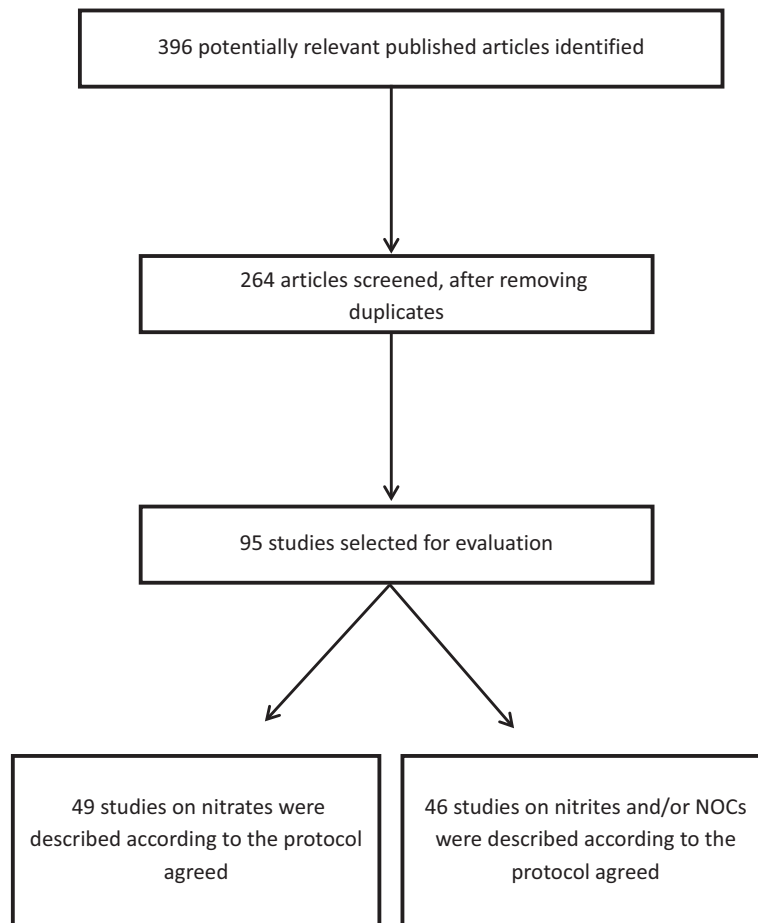 396 potentially relevant published articles identified
264 articles screened, after removing
duplicates
95 studies selected for evaluation
49 studies on nitrates were
described according to the protocol
agreed
46 studies on nitrites and/or NOCs
were described according to the
protocol agreed